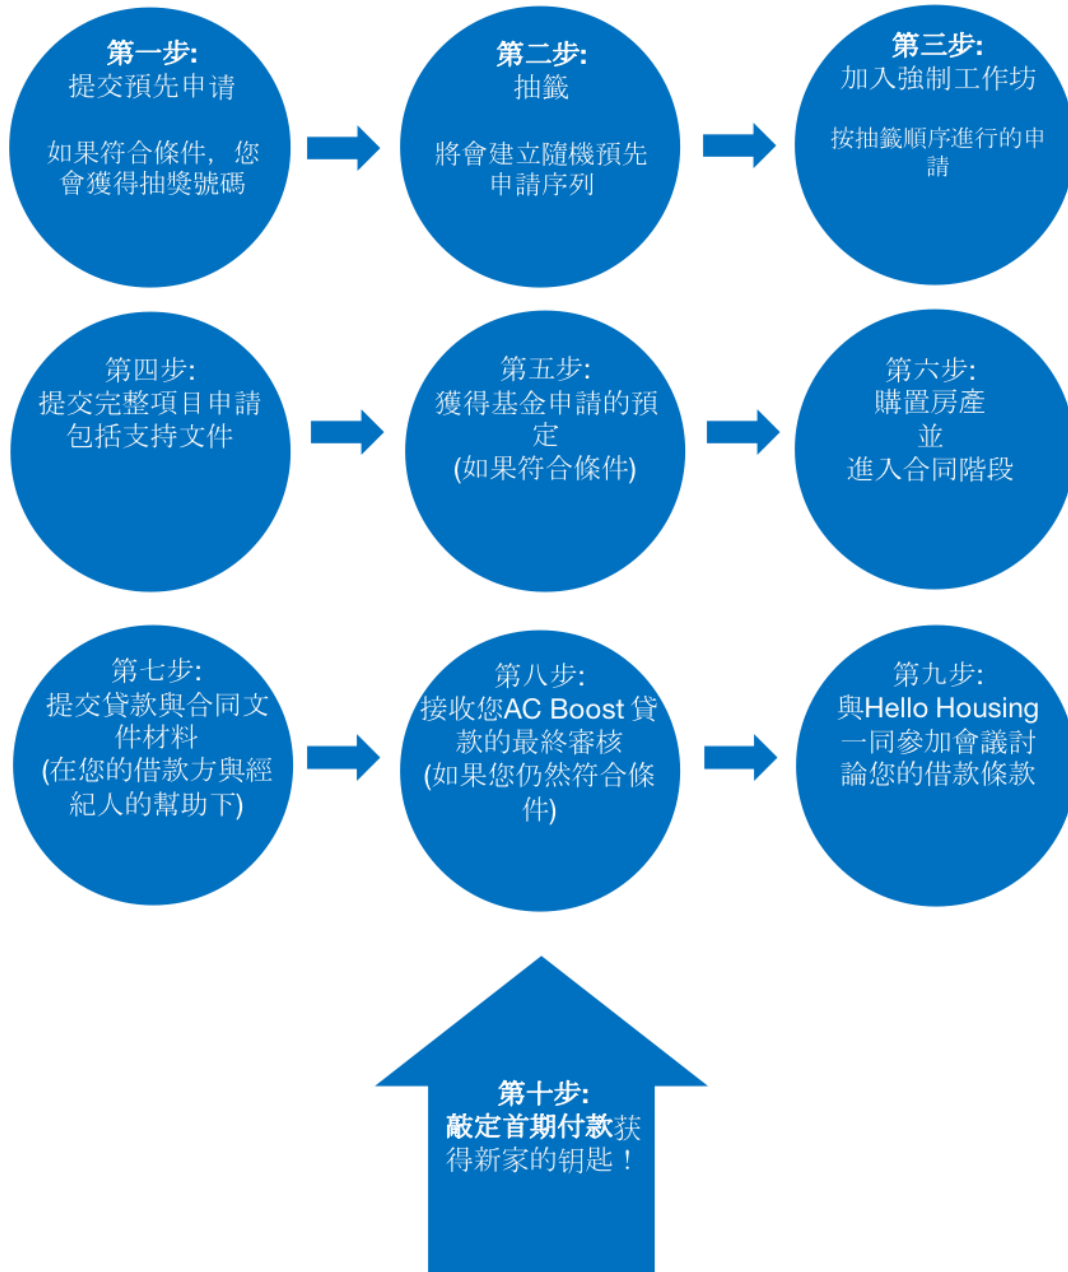 第一步:
提交預先申请
如果符合條件，您
會獲得抽獎號碼
第二步:
抽籤
將會建立隨機預先
申請序列
第三步:
加入強制工作坊
按抽籤順序進行的申
請
第四步:
提交完整項目申請
包括支持文件
第五步:
獲得基金申請的預
定
(如果符合條件)
第六步:
購置房產
並
進入合同階段
第七步:
提交貸款與合同文
件材料
(在您的借款方與經
紀人的幫助下)
第八步:
接收您AC Boost 貸
款的最終審核
(如果您仍然符合條
件)
第九步:
與Hello Housing
一同參加會議討
論您的借款條款
第十步:
敲定首期付款获
得新家的钥匙！